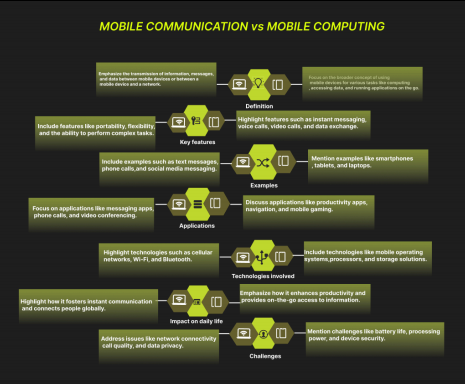 MOBILE COMMUNICATION vs MOBILE COMPUTING
Emphasize the transmission of information, messages,
and data between mobile devices or between a
mobile device and a network.
Focus on the broader concept of using
mobile devices for various tasks like computing
, accessing data, and running applications on the go.
Definition
Include features like portability, flexibility,
and the ability to perform complex tasks.
Highlight features such as instant messaging,
voice calls, video calls, and data exchange.
Key features
Include examples such as text messages,
phone calls,and social media messaging.
Mention examples like smartphones
, tablets, and laptops.
Examples
Focus on applications like messaging apps,
phone calls, and video conferencing.
Discuss applications like productivity apps,
navigation, and mobile gaming.
Applications
Highlight technologies such as cellular
networks, Wi-Fi, and Bluetooth.
Include technologies like mobile operating
systems,processors, and storage solutions.
Technologies involved
Highlight how it fosters instant communication
and connects people globally.
Emphasize how it enhances productivity and
provides on-the-go access to information.
Impact on daily life
Address issues like network connectivity
call quality, and data privacy.
Mention challenges like battery life, processing
power, and device security.
Challenges